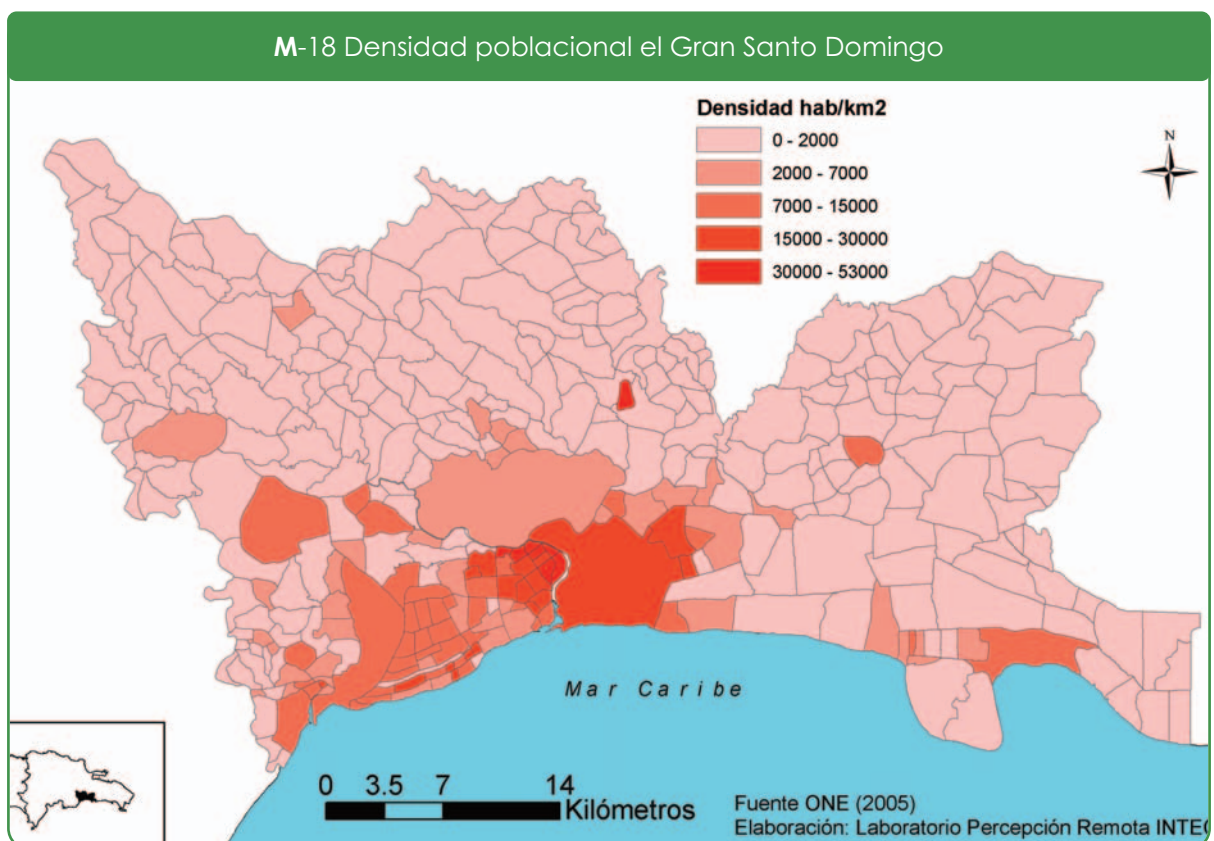 M-18 Densidad poblacional el Gran Santo Domingo
Densidad hab/km2
0 - 2000
2000 - 7000
7000 - 15000
15000 - 30000
30000 - 53000
N
Mar Caribe
0 3.5 7 14
Kilómetros
Fuente ONE (2005)
Elaboración: Laboratorio Percepción Remota INTEC